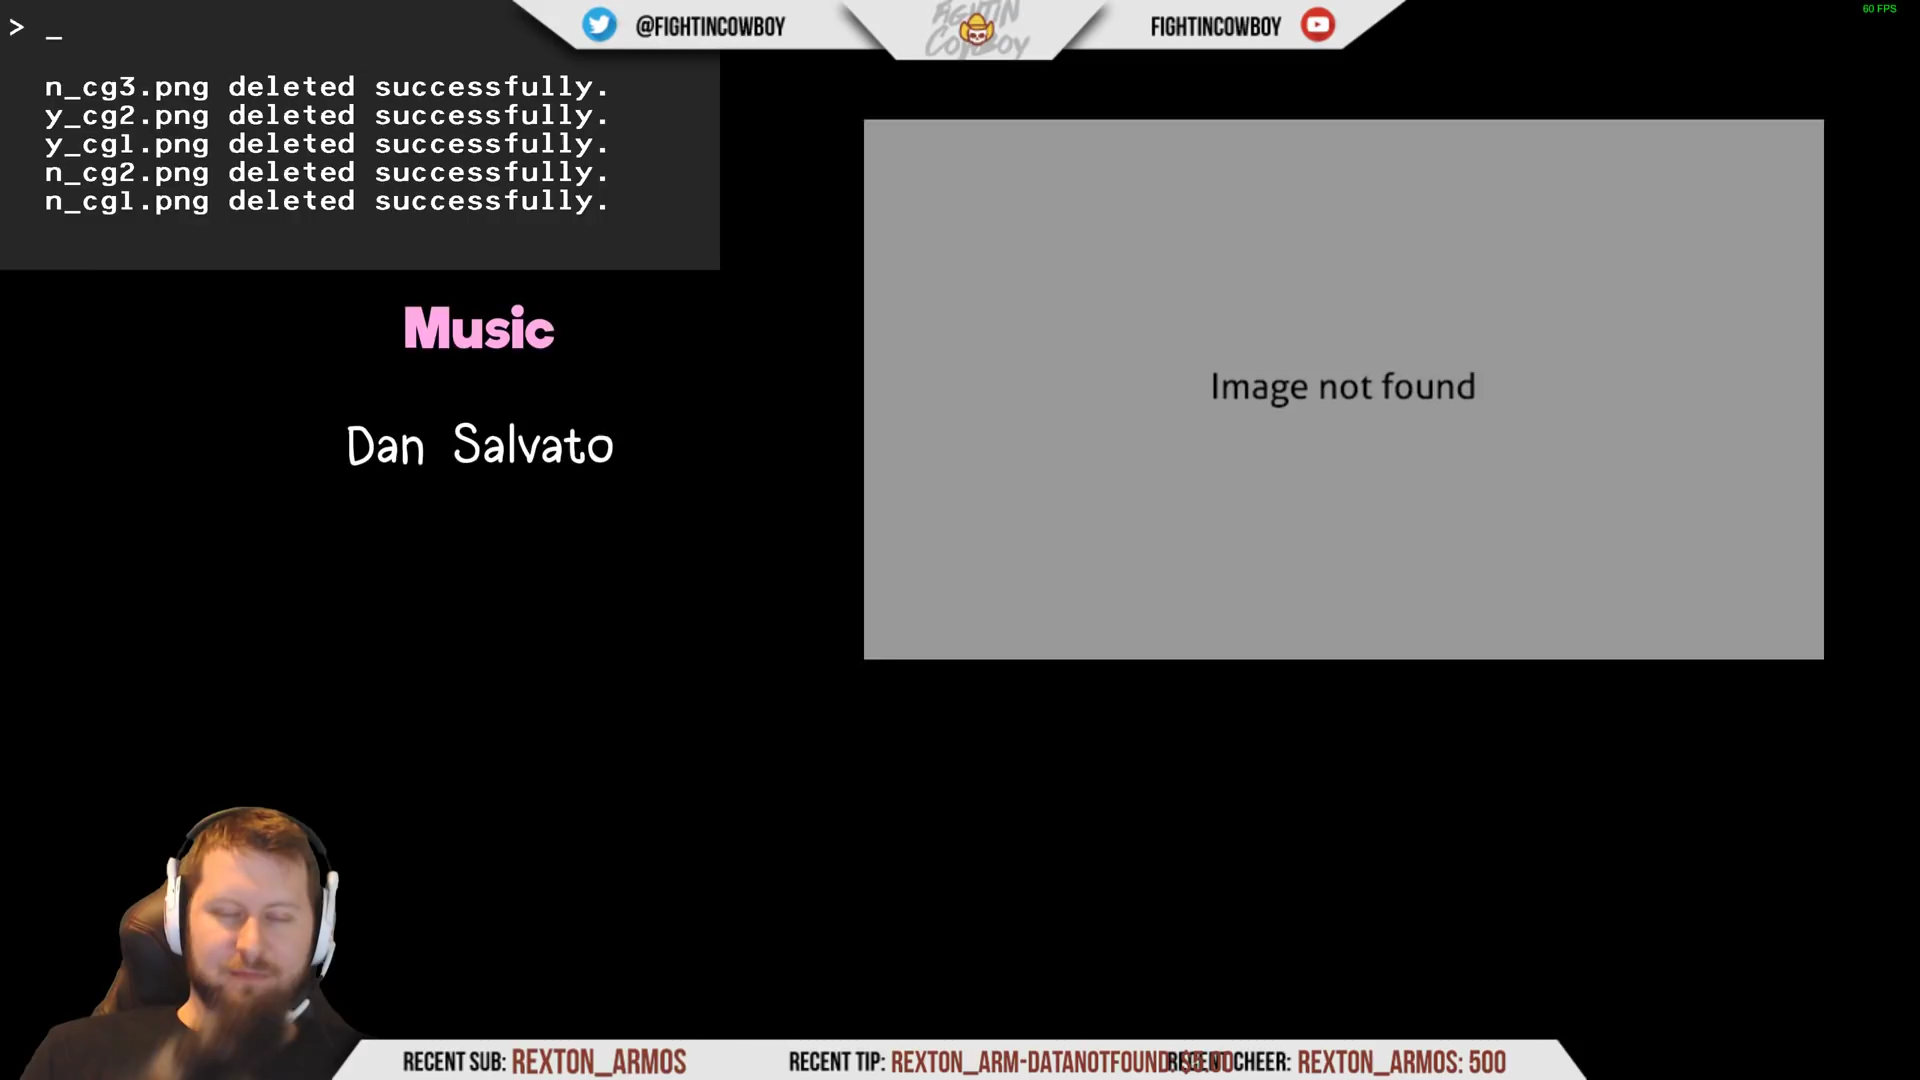 > _
@FIGHTINCOWBOY
FIGHTIN
COWBOY
FIGHTINCOWBOY
60 FPS
n_cg3.png deleted successfully.
y_cg2.png deleted successfully.
y_cg1.png deleted successfully.
n_cg2.png deleted successfully.
n_cg1.png deleted successfully.
Music
Dan Salvato
Image not found
RECENT SUB: REXTON_ARMOS
RECENT TIP: REXTON_ARM-DATANOTFOUND:
CHEER: REXTON_ARMOS: 500